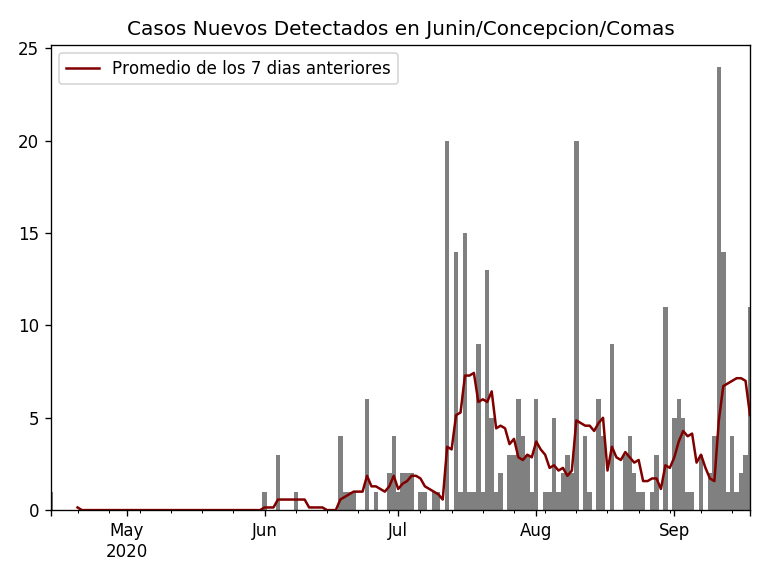 Casos Nuevos Detectados en Junin/Concepcion/Comas
Promedio de los 7 dias anteriores
25
20
15
10
5
0
May
2020
Jun
Jul
Aug
Sep